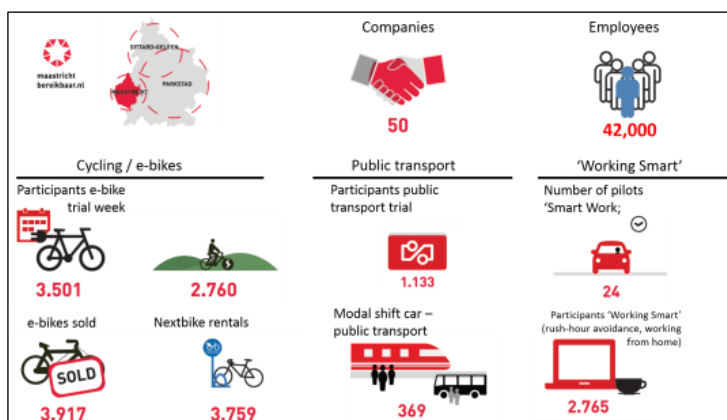 maastricht
bereikbaar.nl
SITTARD-GELEEN
MAASTRICHT
PARKSTAD
Companies
50
Employees
42,000
Cycling / e-bikes
Participants e-bike
trial week
3.501
2.760
e-bikes sold
SOLD
3.917
Nextbike rentals
3.759
Public transport
Participants public
transport trial
1.133
Modal shift car –
public transport
369
‘Working Smart’
Number of pilots
‘Smart Work;
24
Participants ‘Working Smart’
(rush-hour avoidance, working
from home)
2.765